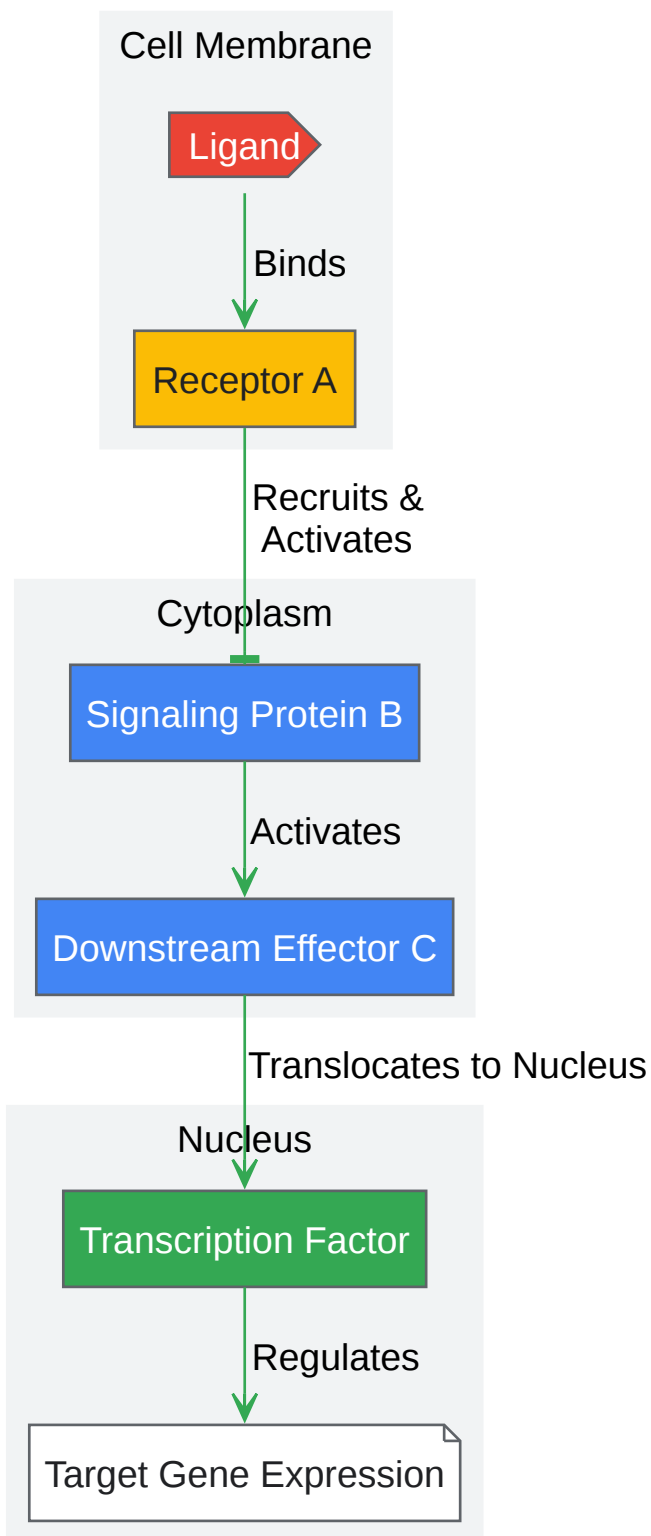 Cell Membrane
Ligand
Binds
Receptor A
Recruits &
Activates
Cytoplasm
Signaling Protein B
Activates
Downstream Effector C
Translocates to Nucleus
Nucleus
Transcription Factor
Regulates
Target Gene Expression